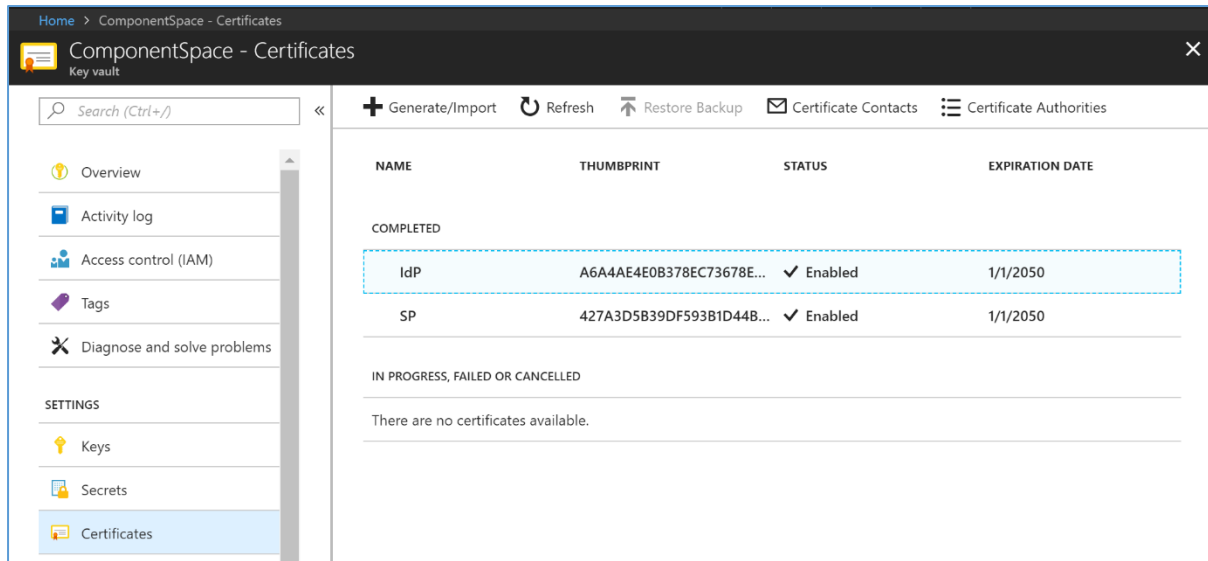 Home > ComponentSpace - Certificates
ComponentSpace - Certificates
Key vault
Search (Ctrl+/)
«
Generate/Import Refresh Restore Backup Certificate Contacts Certificate Authorities
Overview
Activity log
Access control (IAM)
Tags
Diagnose and solve problems
SETTINGS
Keys
Secrets
Certificates
NAME THUMBPRINT STATUS EXPIRATION DATE
COMPLETED
IdP A6A4AE4E0B378EC73678E... Enabled 1/1/2050
SP 427A3D5B39DF593B1D44B... Enabled 1/1/2050
IN PROGRESS, FAILED OR CANCELLED
There are no certificates available.